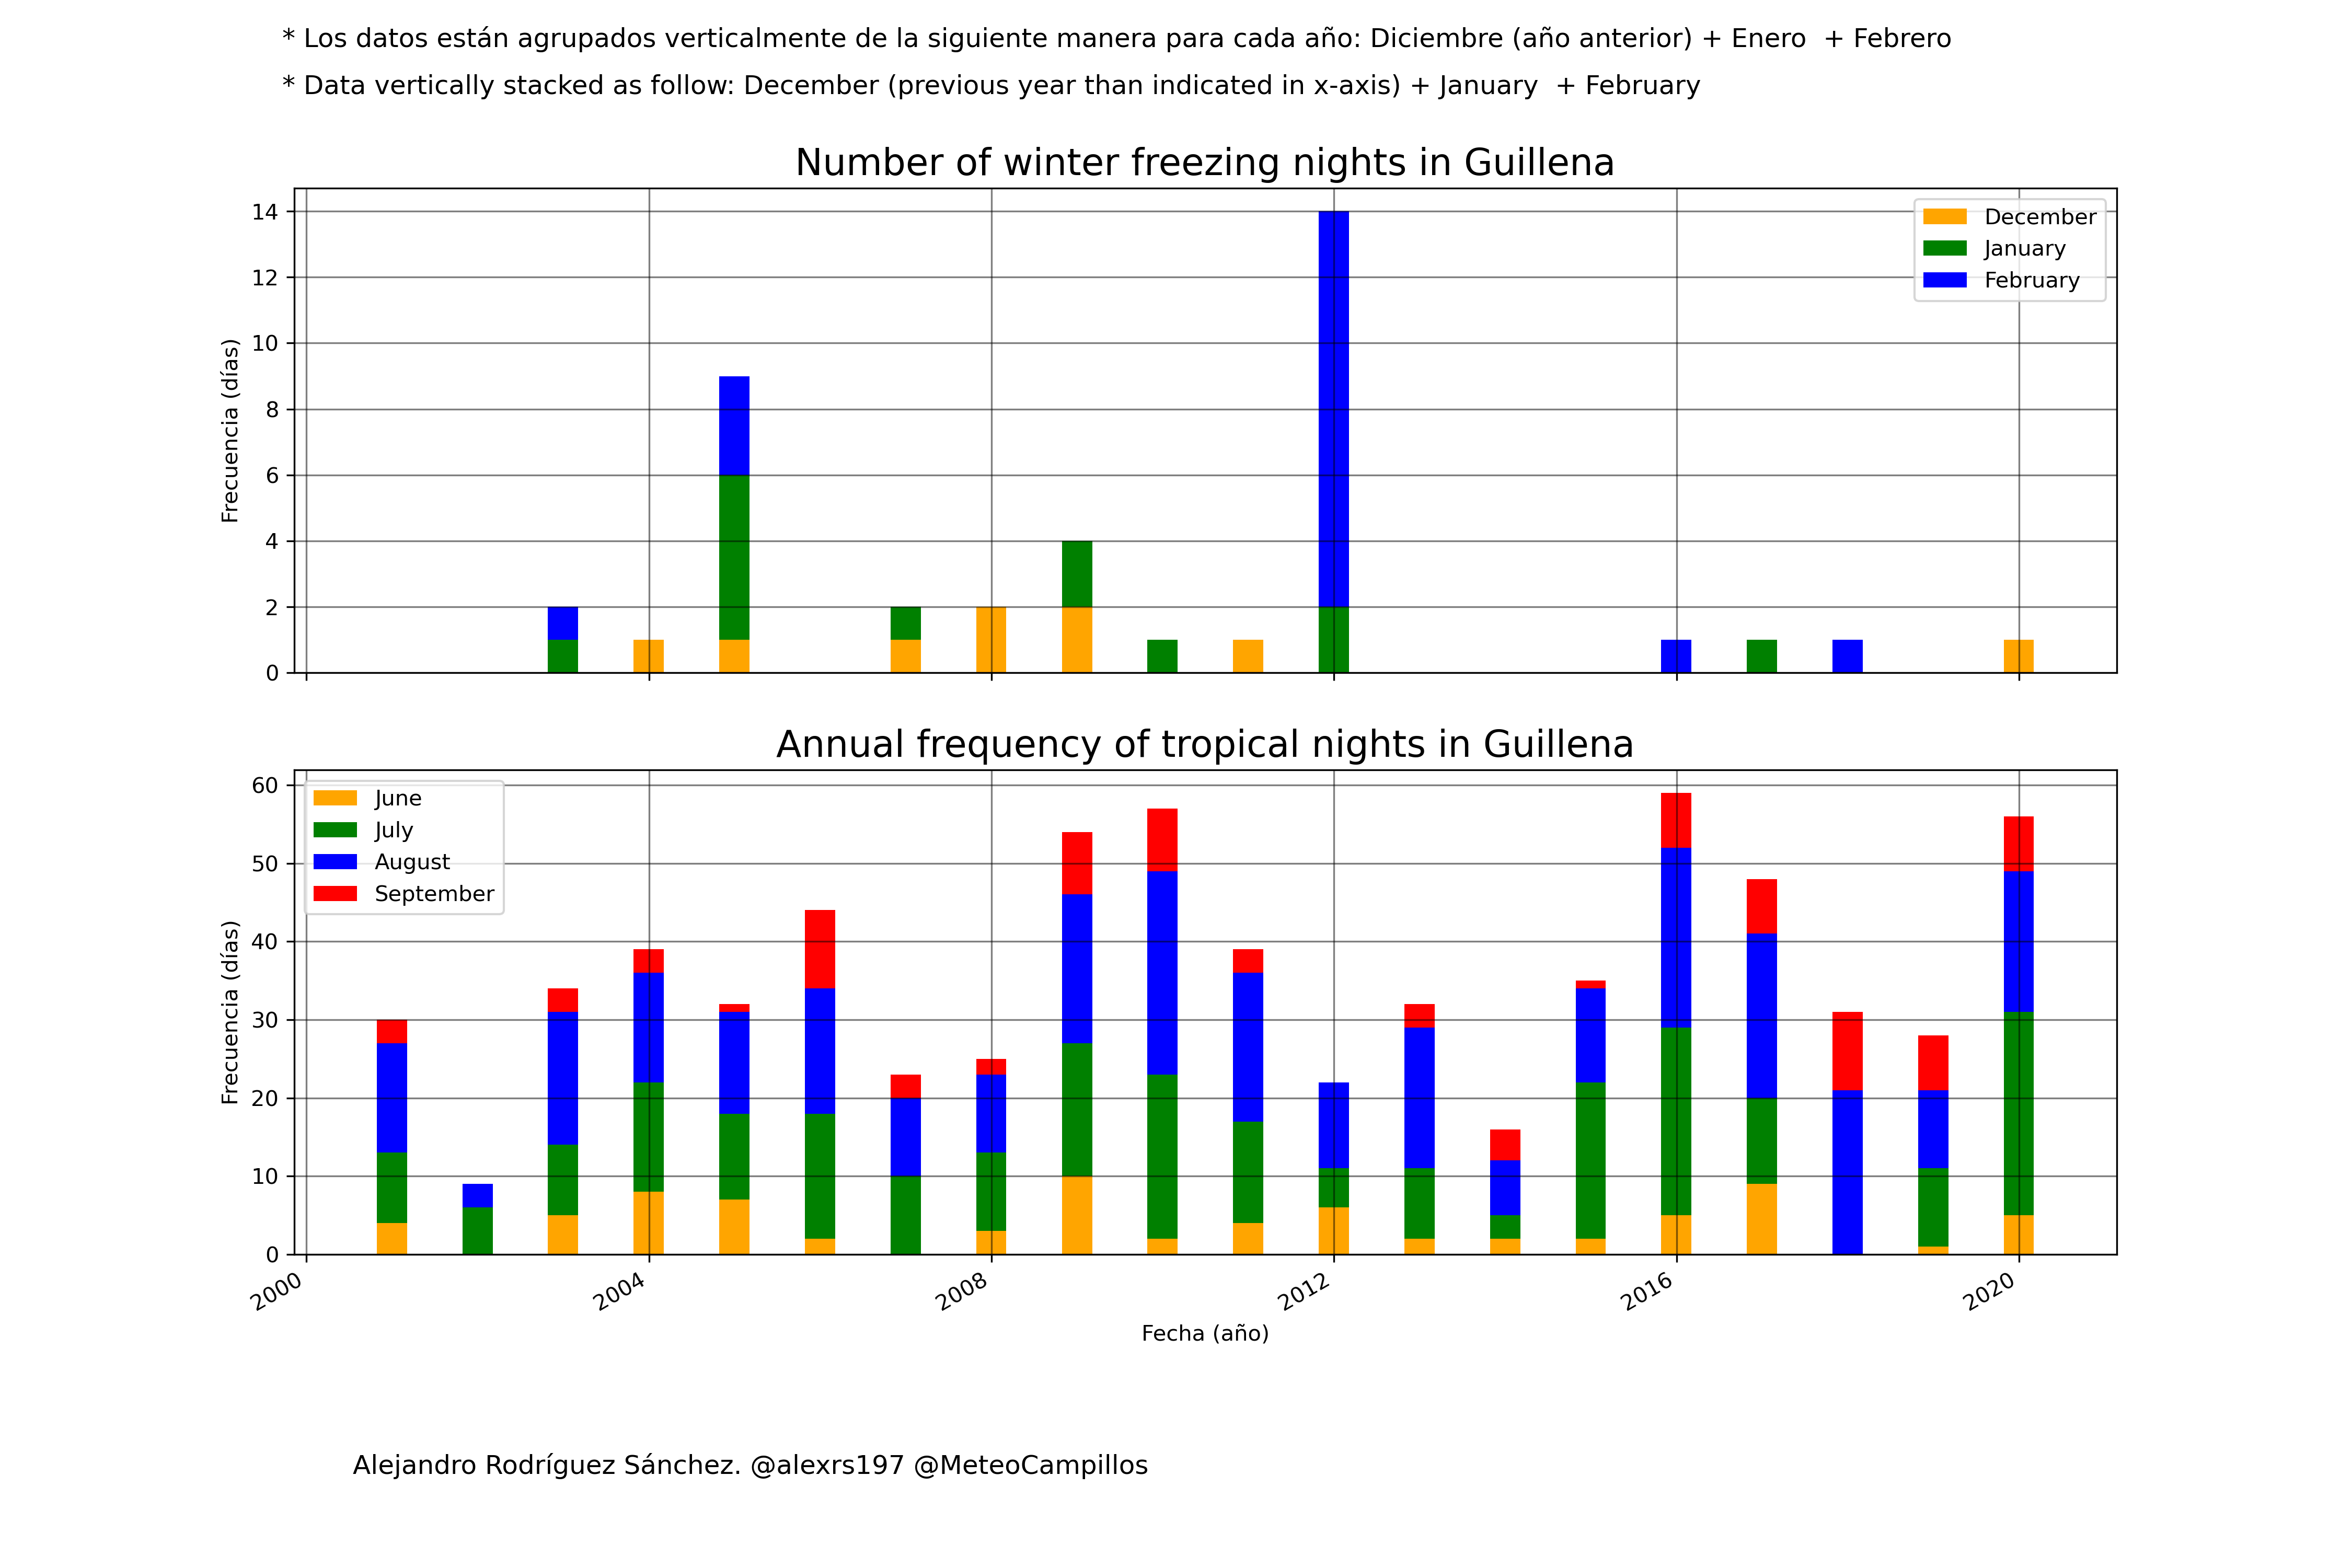 * Los datos están agrupados verticalmente de la siguiente manera para cada año: Diciembre (año anterior) + Enero  + Febrero
* Data vertically stacked as follow: December (previous year than indicated in x-axis) + January  + February
Number of winter freezing nights in Guillena
Frecuencia (días)
14
12
10
8
6
4
2
0
December
January
February
Annual frequency of tropical nights in Guillena
Frecuencia (días)
60
50
40
30
20
10
0
June
July
August
September
2000
2004
2008
2012
2016
2020
Fecha (año)
Alejandro Rodríguez Sánchez. @alexrs197 @MeteoCampillos